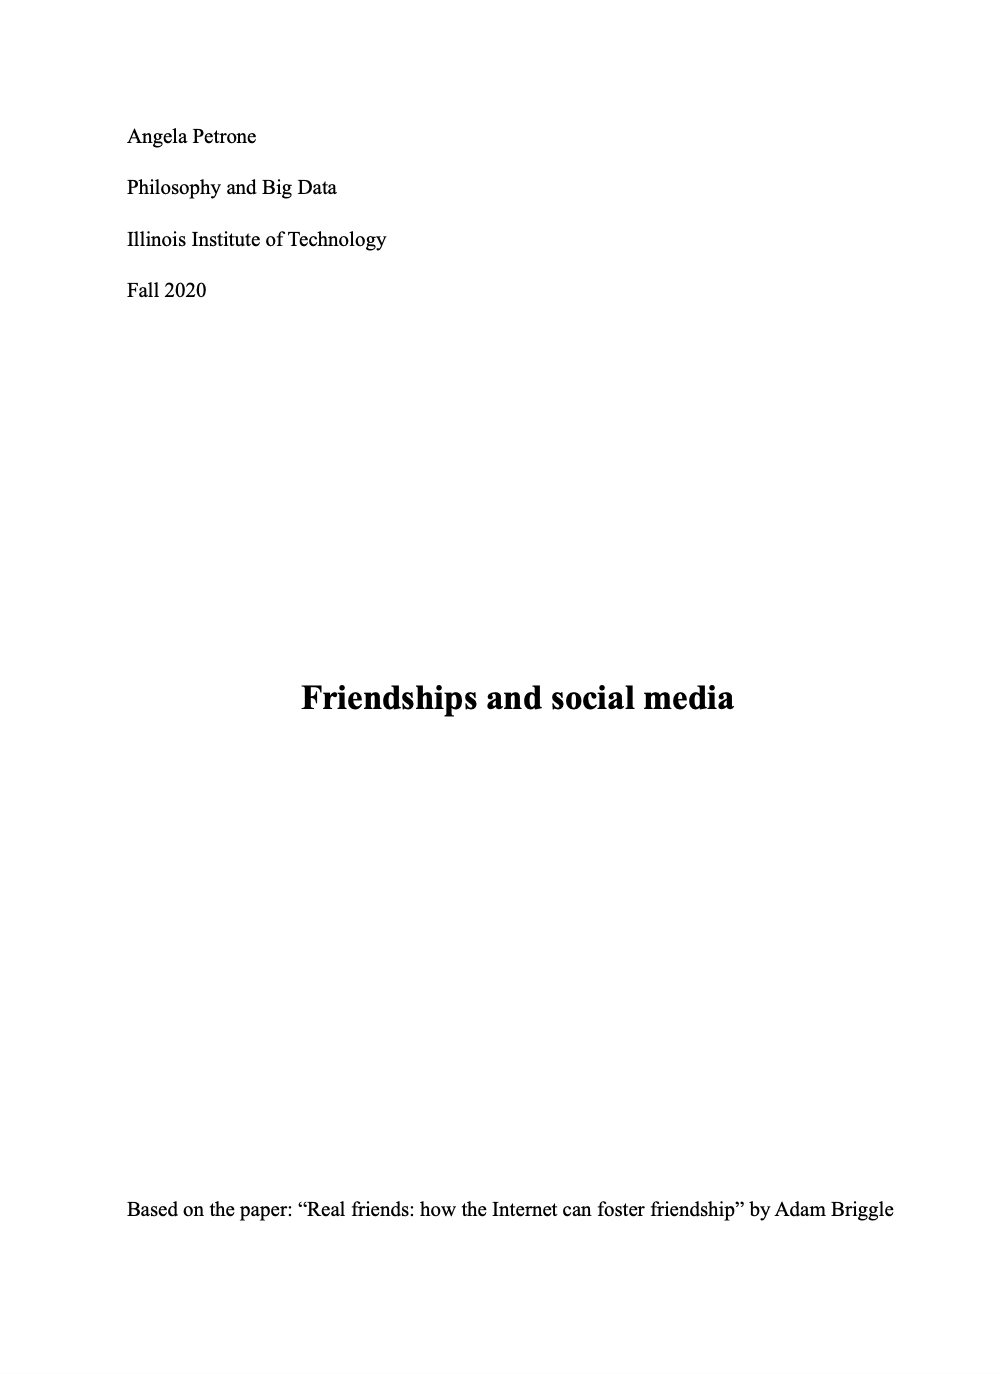 Angela Petrone
Philosophy and Big Data
Illinois Institute of Technology
Fall 2020
Friendships and social media
Based on the paper: “Real friends: how the Internet can foster friendship” by Adam Briggle